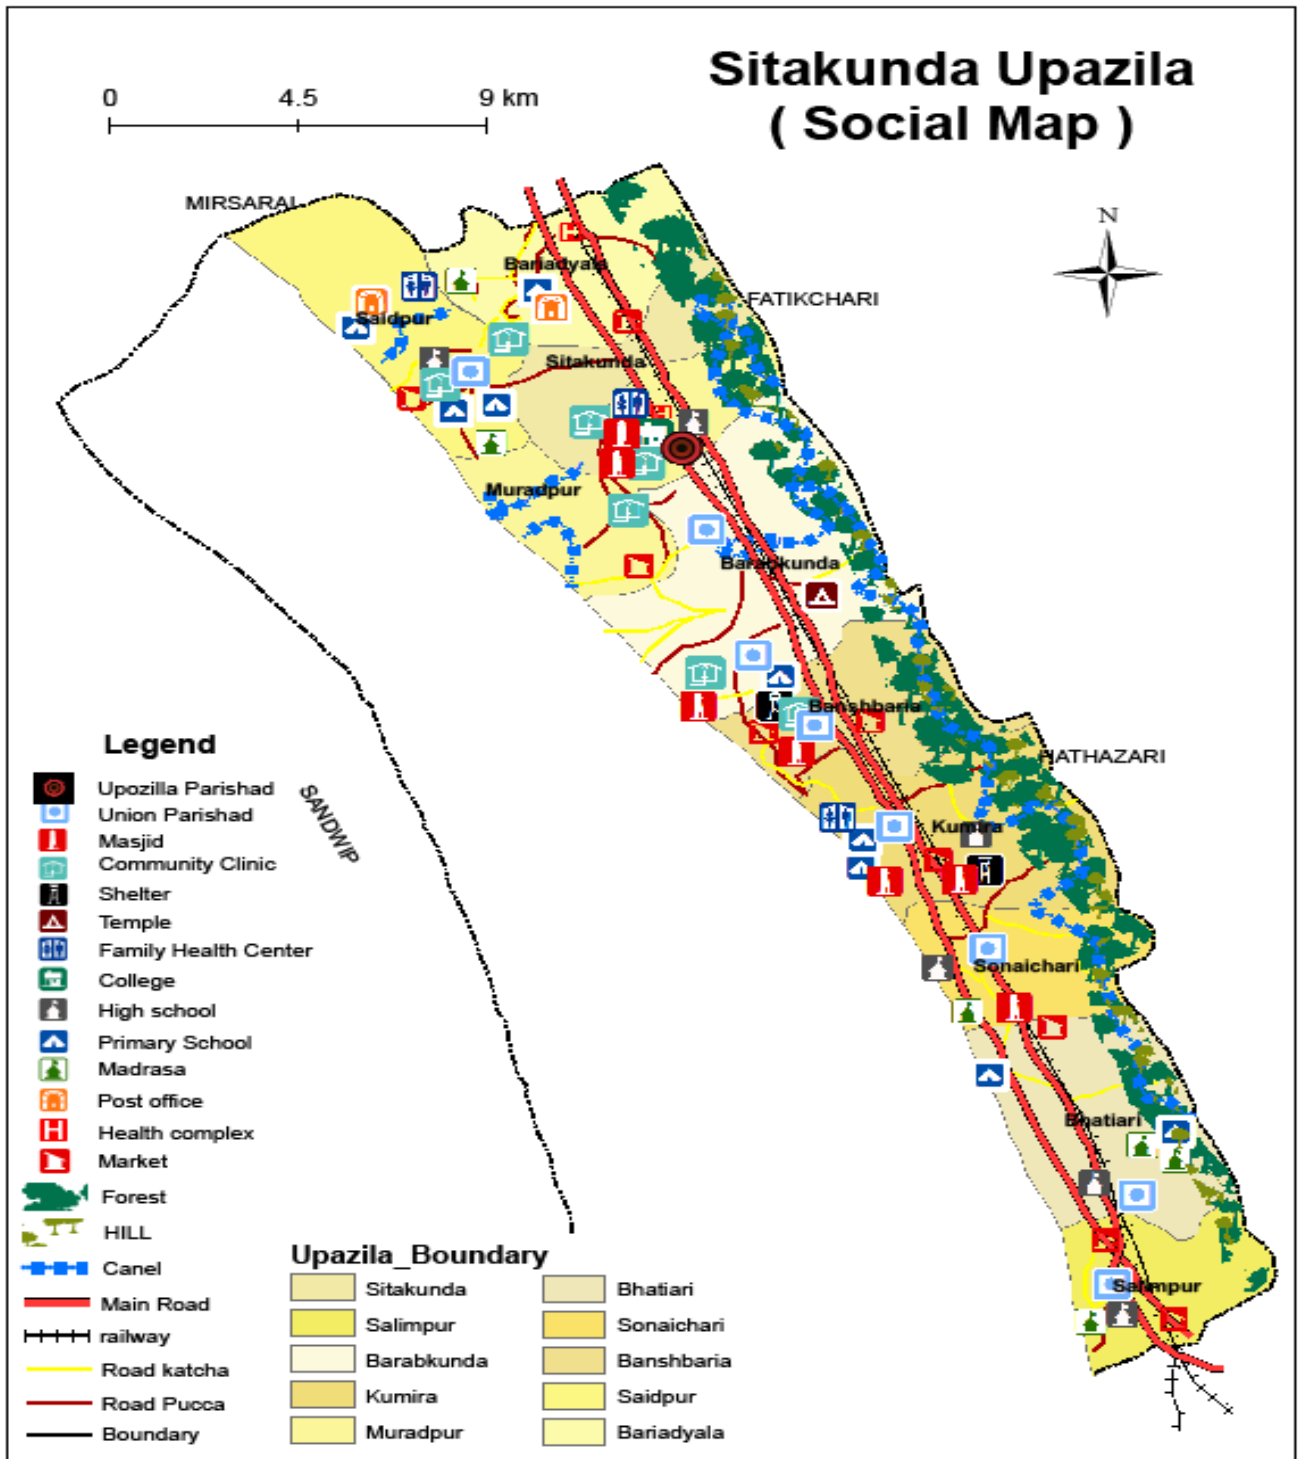 Sitakunda Upazila
( Social Map )
0 4.5 9 km
N
MIRSARAI
FATIKCHARI
HATHAZARI
SANDWIP
Bariadyala
Saidpur
Sitakunda
Muradpur
Barabkunda
Banshbaria
Kumira
Sonaichari
Bhatiari
Salimpur
Legend
Upozilla Parishad
Union Parishad
Masjid
Community Clinic
Shelter
Temple
Family Health Center
College
High school
Primary School
Madrasa
Post office
Health complex
Market
Forest
HILL
Canel
Main Road
railway
Road katcha
Road Pucca
Boundary
Upazila_Boundary
Sitakunda
Salimpur
Barabkunda
Kumira
Muradpur
Bhatiari
Sonaichari
Banshbaria
Saidpur
Bariadyala